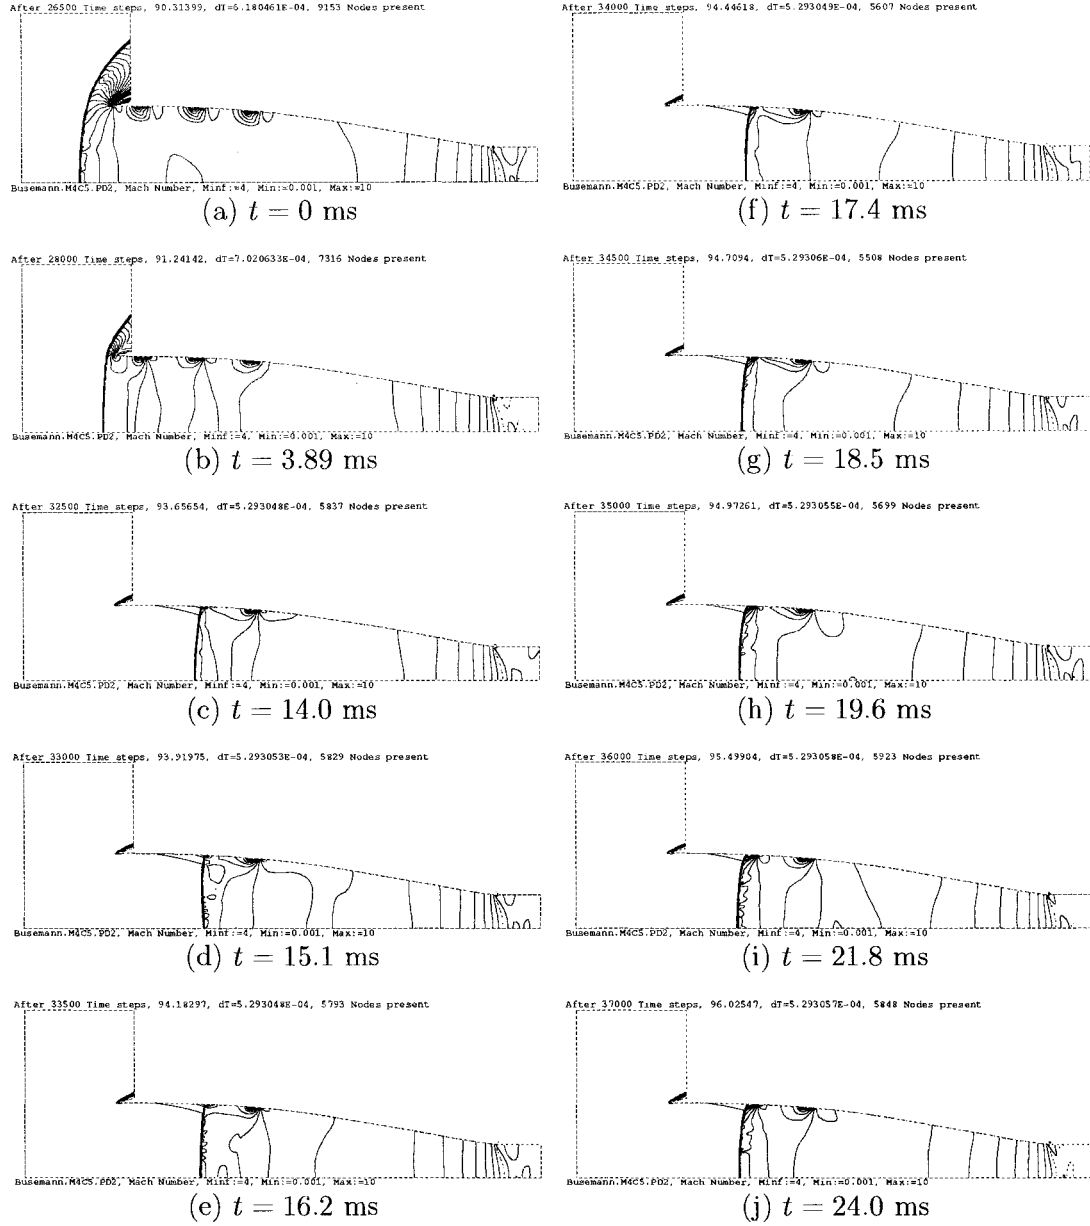 After 26500 Time steps, 90.31399, dT=6.180461E-04, 9153 Nodes present
Busemann.M4C5.PD2, Mach Number, Minf:=4, Min:=0.001, Max:=10
(a) t = 0 ms
After 28000 Time steps, 91.24142, dT=7.020633E-04, 7316 Nodes present
Busemann.M4C5.PD2, Mach Number, Minf:=4, Min:=0.001, Max:=10
(b) t = 3.89 ms
After 32500 Time steps, 93.65654, dT=5.293048E-04, 5837 Nodes present
Busemann.M4C5.PD2, Mach Number, Minf:=4, Min:=0.001, Max:=10
(c) t = 14.0 ms
After 33000 Time steps, 93.91975, dT=5.293053E-04, 5829 Nodes present
Busemann.M4C5.PD2, Mach Number, Minf:=4, Min:=0.001, Max:=10
(d) t = 15.1 ms
After 33500 Time steps, 94.18297, dT=5.293048E-04, 5793 Nodes present
Busemann.M4C5.PD2, Mach Number, Minf:=4, Min:=0.001, Max:=10
(e) t = 16.2 ms
After 34000 Time steps, 94.44618, dT=5.293049E-04, 5607 Nodes present
Busemann.M4C5.PD2, Mach Number, Minf:=4, Min:=0.001, Max:=10
(f) t = 17.4 ms
After 34500 Time steps, 94.7094, dT=5.29306E-04, 5508 Nodes present
Busemann.M4C5.PD2, Mach Number, Minf:=4, Min:=0.001, Max:=10
(g) t = 18.5 ms
After 35000 Time steps, 94.97261, dT=5.293055E-04, 5699 Nodes present
Busemann.M4C5.PD2, Mach Number, Minf:=4, Min:=0.001, Max:=10
(h) t = 19.6 ms
After 36000 Time steps, 95.49904, dT=5.293058E-04, 5923 Nodes present
Busemann.M4C5.PD2, Mach Number, Minf:=4, Min:=0.001, Max:=10
(i) t = 21.8 ms
After 37000 Time steps, 96.02547, dT=5.293057E-04, 5848 Nodes present
Busemann.M4C5.PD2, Mach Number, Minf:=4, Min:=0.001, Max:=10
(j) t = 24.0 ms